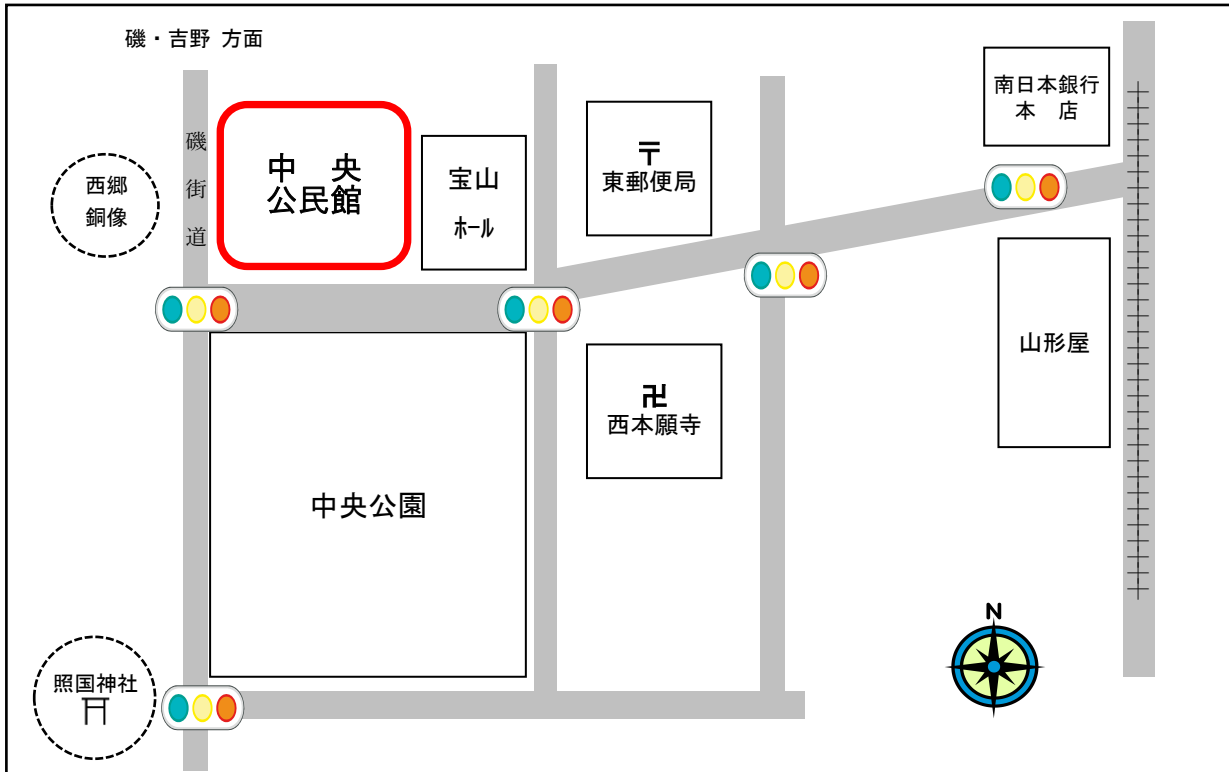 磯・吉野 方面
磯街道
西郷
銅像
中 央
公民館
宝山
ﾎｰﾙ
〒
東郵便局
南日本銀行
本 店
山形屋
卍
西本願寺
中央公園
照国神社
N